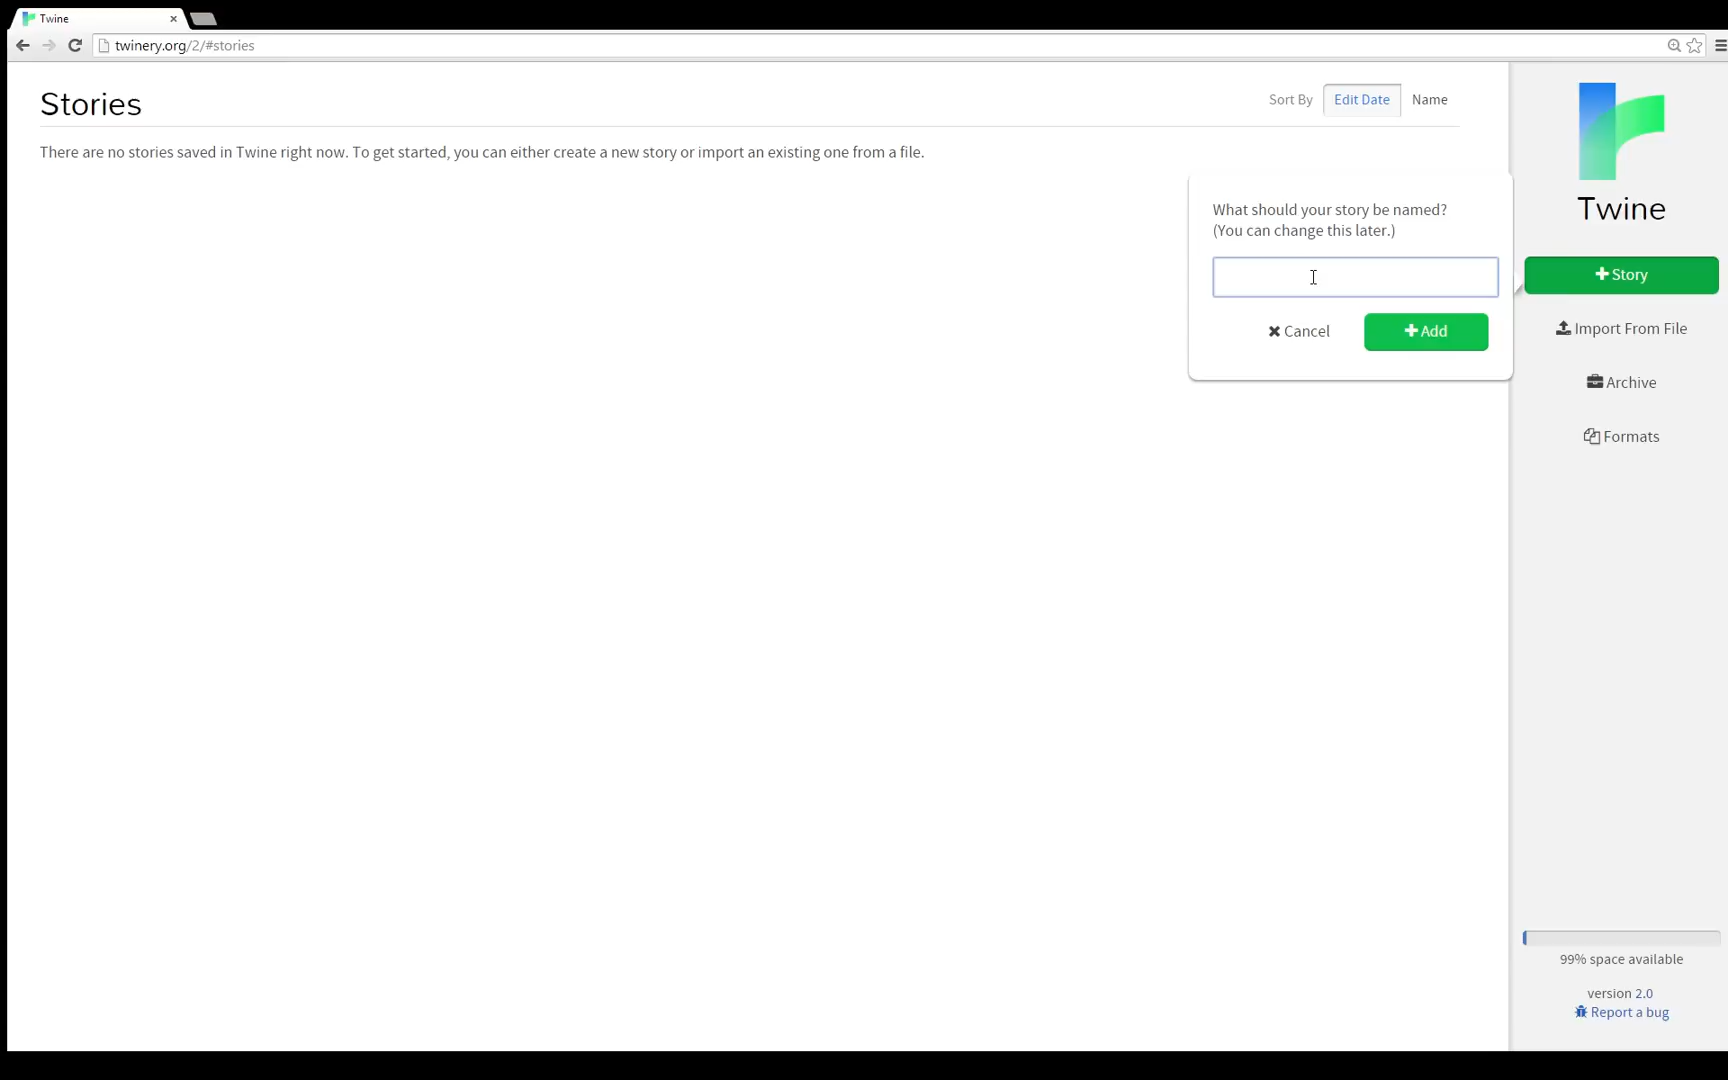 Twine
twinery.org/2/#stories
Stories
Sort By Edit Date Name
There are no stories saved in Twine right now. To get started, you can either create a new story or import an existing one from a file.
What should your story be named?
(You can change this later.)
Cancel
Add
Twine
Story
Import From File
Archive
Formats
99% space available
version 2.0
Report a bug